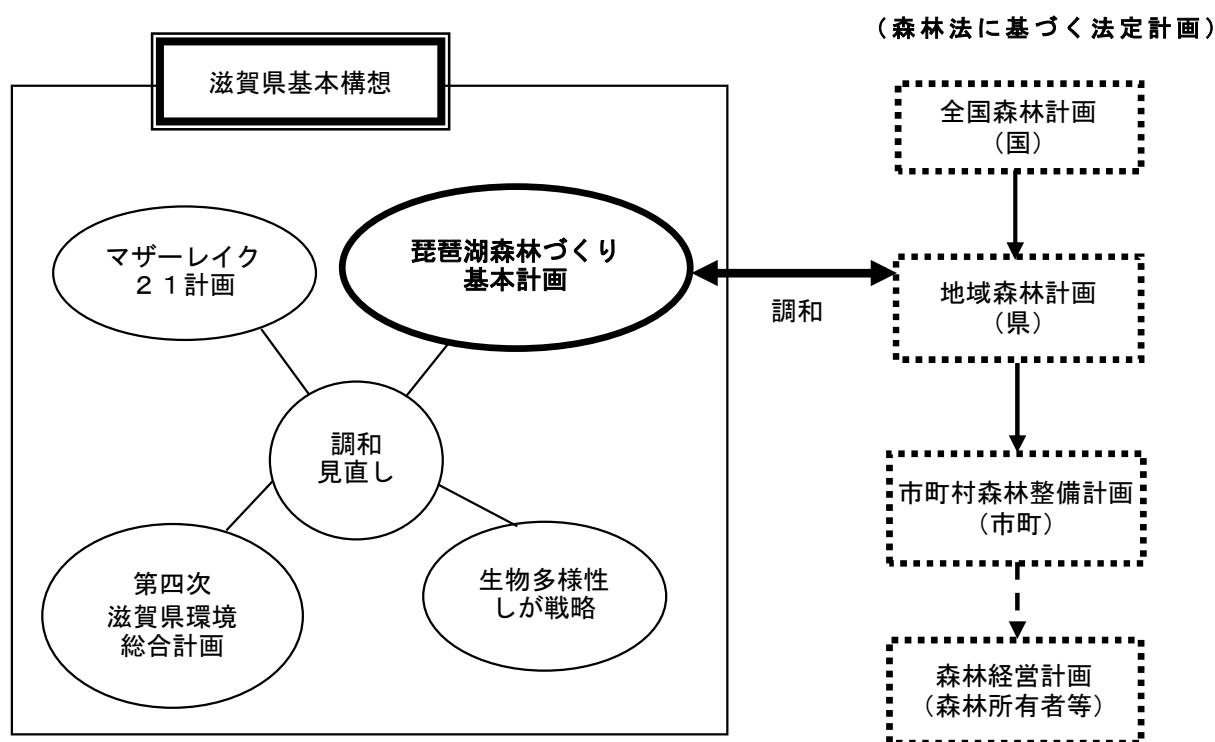 （森林法に基づく法定計画）
滋賀県基本構想
全国森林計画
（国）
マザーレイク
２１計画
琵琶湖森林づくり
基本計画
調和
地域森林計画
（県）
調和
見直し
市町村森林整備計画
（市町）
第四次
滋賀県環境
総合計画
生物多様性
しが戦略
森林経営計画
（森林所有者等）